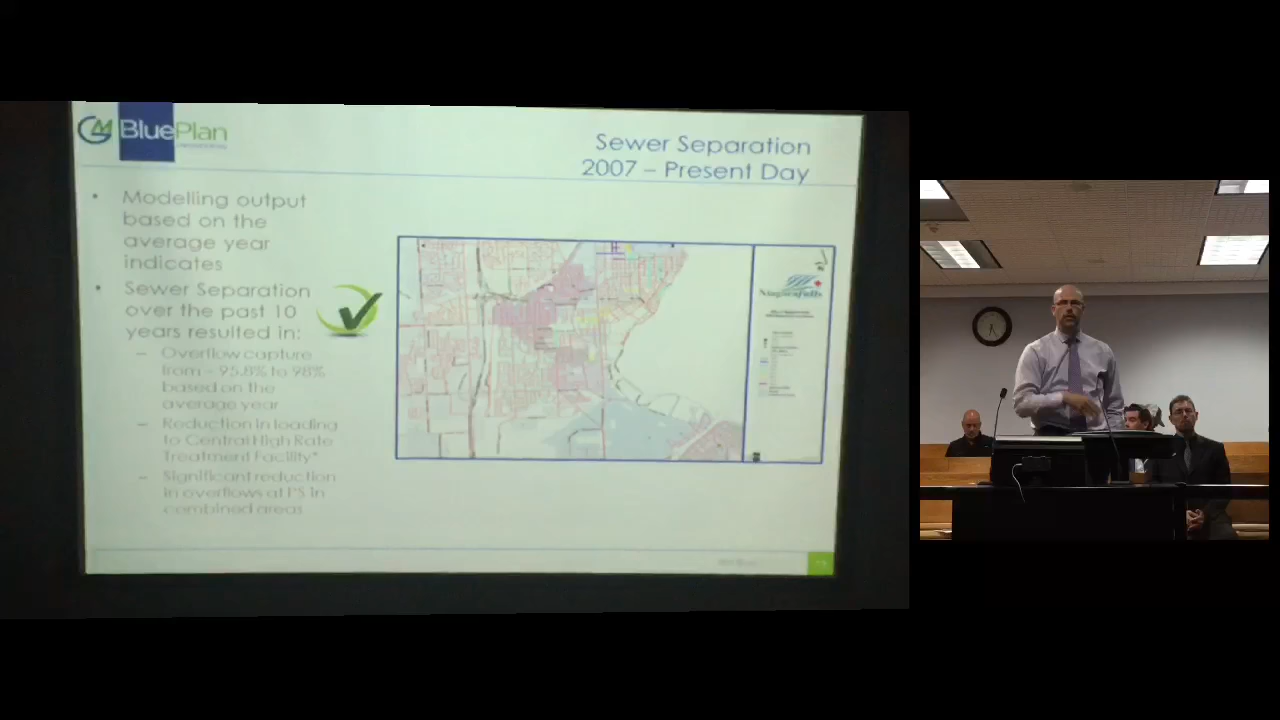 GM BluePlan
Sewer Separation
2007 – Present Day
• Modelling output
based on the
average year
indicates
• Sewer Separation
over the past 10
years resulted in:
– Overflow capture
from ~ 95.8% to 98%
based on the
average year
– Reduction in loading
to Central High Rate
Treatment Facility*
– Significant reduction
in overflows at PS in
combined areas
Niagarafalls